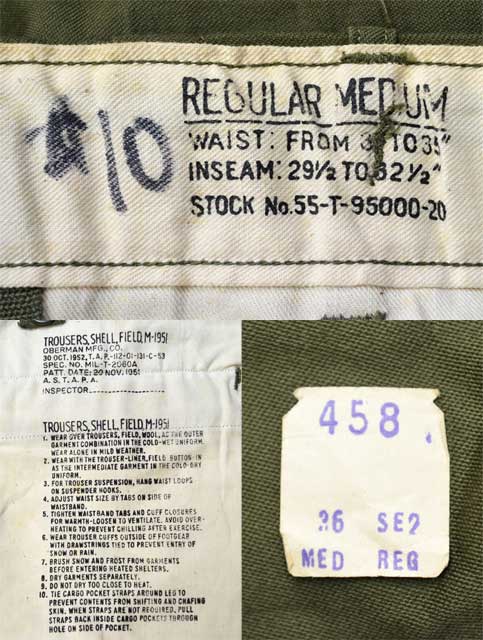 10
REGULAR MEDIUM
WAIST: FROM TO 35"
INSEAM: 29½ TO 32½"
STOCK No. 55-T-95000-20
TROUSERS, SHELL, FIELD, M-1951
OBERMAN MFG., CO.
30 OCT. 1952, T. A. P.-112-01-131-C-53
SPEC. NO. MIL-T-2080A
PATT. DATE: 20 NOV. 1951
A. S. T. A. P. A.
INSPECTOR
TROUSERS, SHELL, FIELD, M-1951
1. WEAR OVER TROUSERS, FIELD, WOOL, AS THE OUTER
GARMENT COMBINATION IN THE COLD-WET UNIFORM.
WEAR ALONE IN MILD WEATHER.
2. WEAR WITH THE TROUSER-LINER, FIELD BUTTON-IN
AS THE INTERMEDIATE GARMENT IN THE COLD-DRY
UNIFORM.
3. FOR TROUSER SUSPENSION, HANG WAIST LOOPS
ON SUSPENDER HOOKS.
4. ADJUST WAIST SIZE BY TABS ON SIDE OF
WAISTBAND.
5. TIGHTEN WAISTBAND TABS AND CUFF CLOSURES
FOR WARMTH-LOOSEN TO VENTILATE. AVOID OVER-
HEATING TO PREVENT CHILLING AFTER EXERCISE.
6. WEAR TROUSER CUFFS OUTSIDE OF FOOTGEAR
WITH DRAWSTRINGS TIED TO PREVENT ENTRY OF
SNOW OR RAIN.
7. BRUSH SNOW AND FROST FROM GARMENTS
BEFORE ENTERING HEATED SHELTERS.
8. DRY GARMENTS SEPARATELY.
9. DO NOT DRY TOO CLOSE TO HEAT.
10. TIE CARGO POCKET STRAPS AROUND LEG TO
PREVENT CONTENTS FROM SHIFTING AND CHAFING
SKIN. WHEN STRAPS ARE NOT REQUIRED, PULL
STRAPS BACK INSIDE CARGO POCKETS THROUGH
HOLE ON SIDE OF POCKET.
458
36 SE2
MED REG